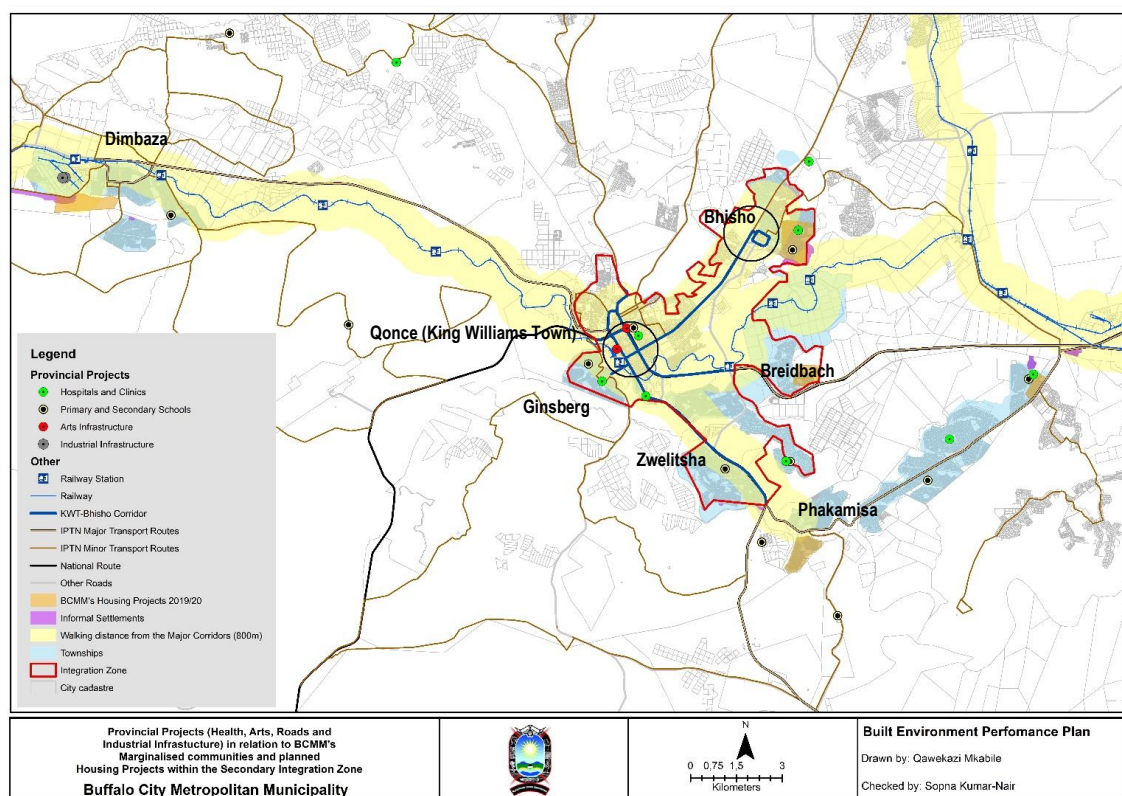 Dimbaza
Bhisho
Qonce (King Williams Town)
Breidbach
Ginsberg
Zwelitsha
Phakamisa
Legend
Provincial Projects
Hospitals and Clinics
Primary and Secondary Schools
Arts Infrastructure
Industrial Infrastructure
Other
Railway Station
Railway
KWT-Bhisho Corridor
IPTN Major Transport Routes
IPTN Minor Transport Routes
National Route
Other Roads
BCMM's Housing Projects 2019/20
Informal Settlements
Walking distance from the Major Corridors (800m)
Townships
Integration Zone
City cadastre
Provincial Projects (Health, Arts, Roads and
Industrial Infrastucture) in relation to BCMM's
Marginalised communities and planned
Housing Projects within the Secondary Integration Zone
Buffalo City Metropolitan Municipality
N
0 0,75 1,5 3
Kilometers
Built Environment Perfomance Plan
Drawn by: Qawekazi Mkabile
Checked by: Sopna Kumar-Nair